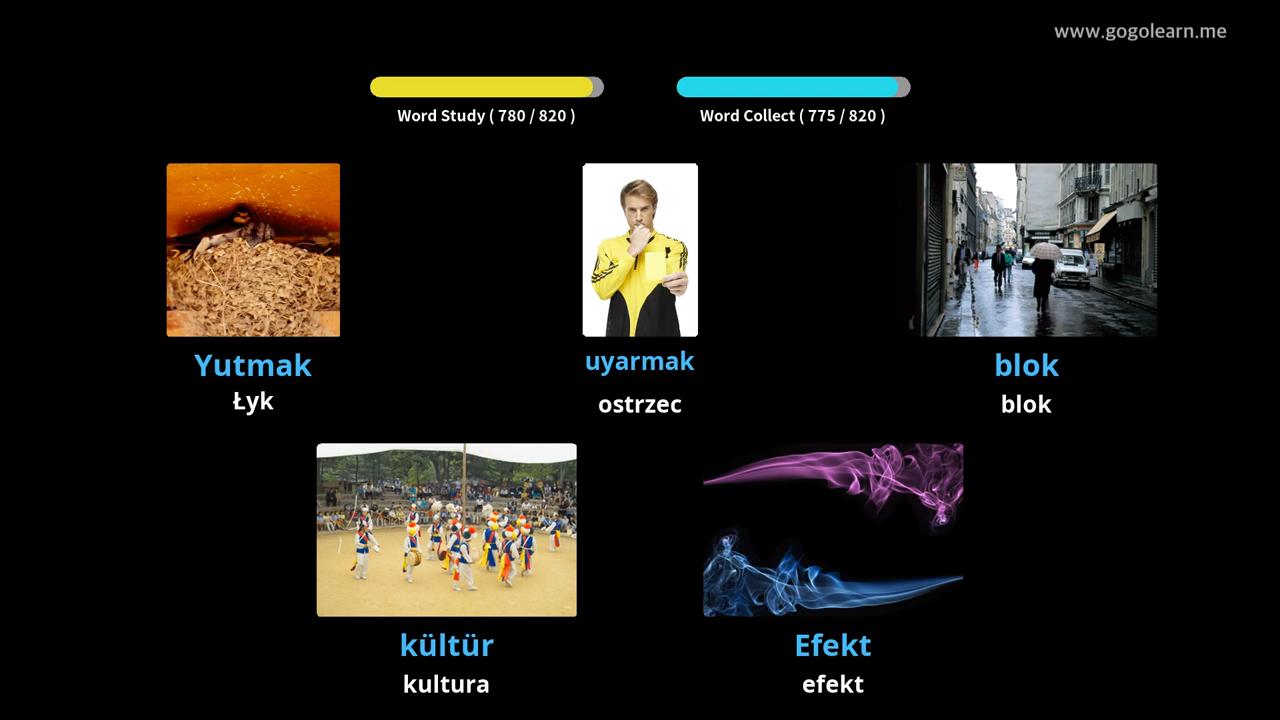 www.gogolearn.me
Word Study ( 780 / 820 )
Word Collect ( 775 / 820 )
Yutmak
Łyk
uyarmak
ostrzec
blok
blok
kültür
kultura
Efekt
efekt